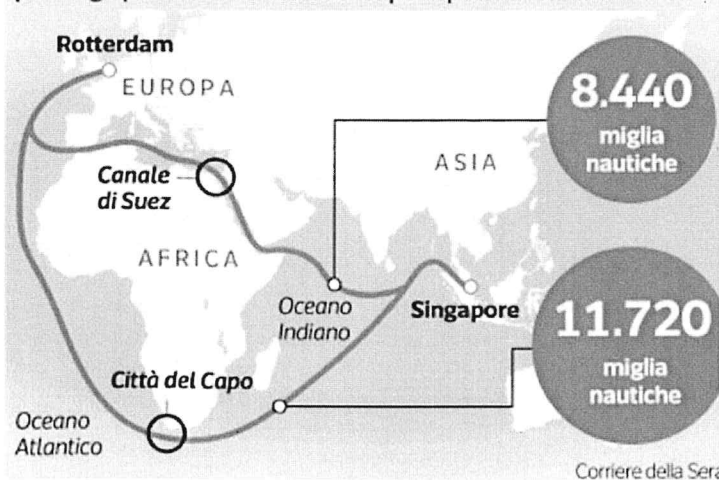 Rotterdam
EUROPA
8.440
miglia
nautiche
ASIA
Canale
di Suez
AFRICA
Oceano
Indiano
Singapore
11.720
miglia
nautiche
Città del Capo
Oceano
Atlantico
Corriere della Sera